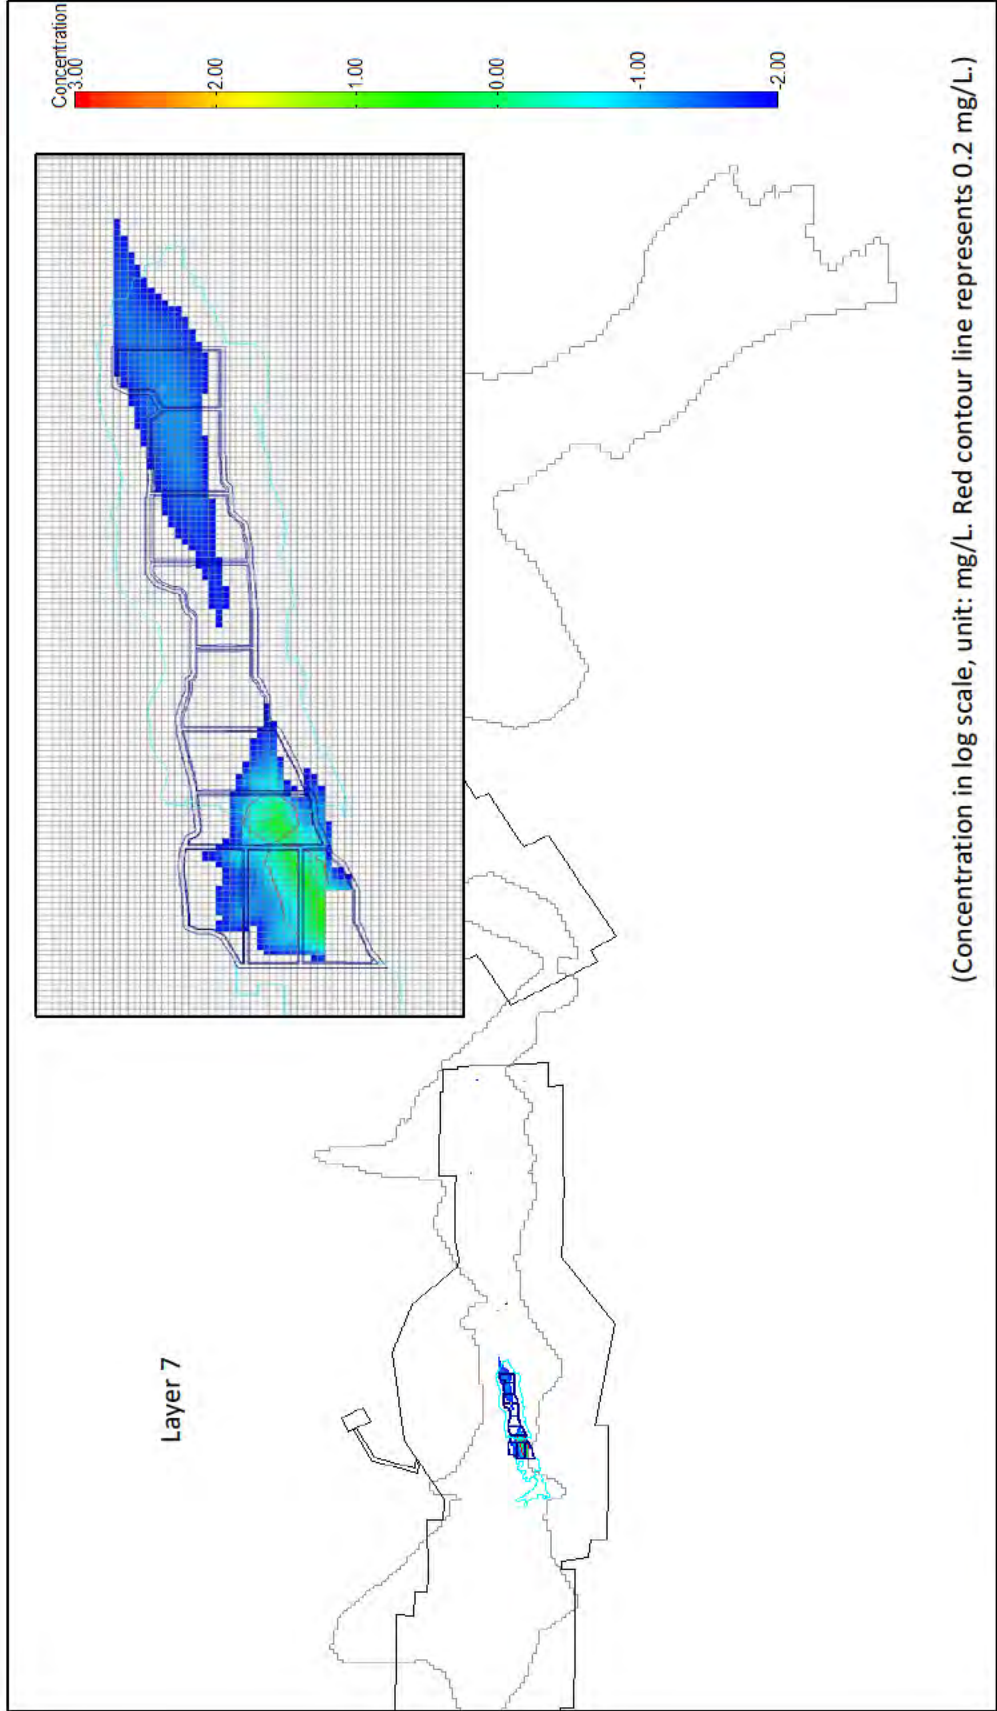 Layer 7
Concentration
3.00
2.00
1.00
0.00
-1.00
-2.00
(Concentration in log scale, unit: mg/L. Red contour line represents 0.2 mg/L.)